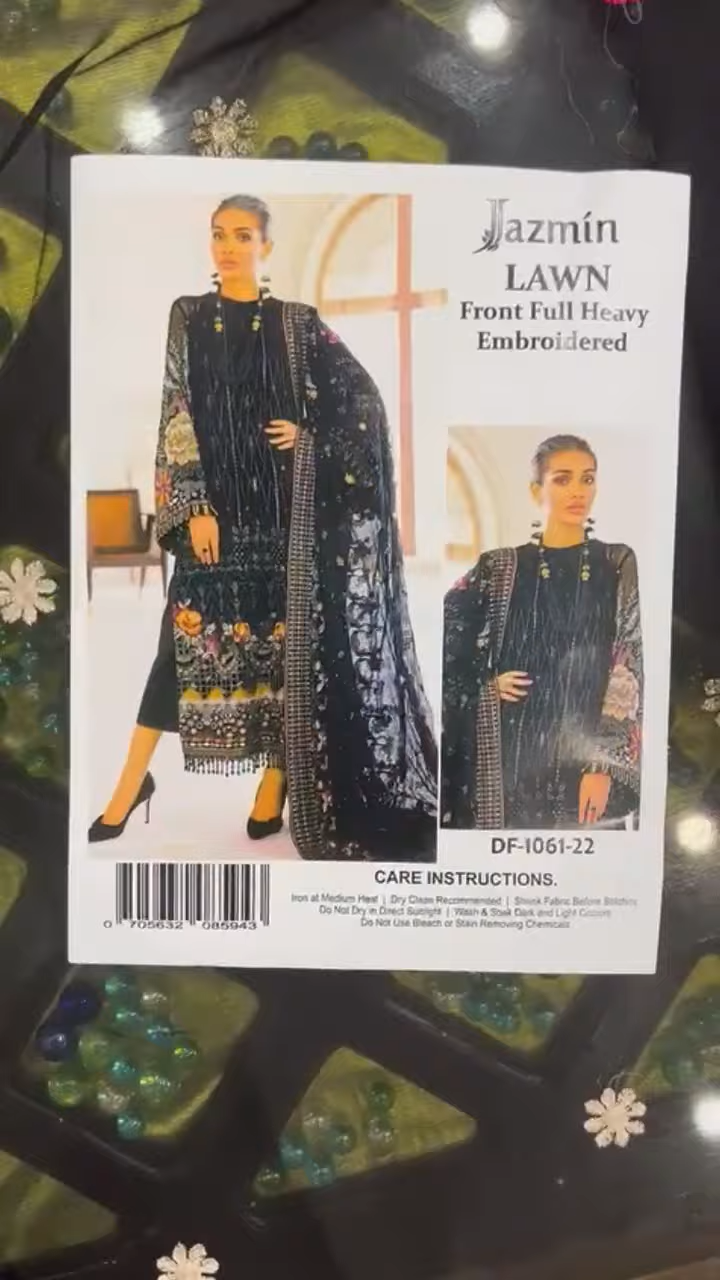 Jazmín
LAWN
Front Full Heavy
Embroidered
DF-1061-22
CARE INSTRUCTIONS.
Iron at Medium Heat | Dry Clean Recommended | Shrink Fabric Before Stitching
Do Not Dry in Direct Sunlight | Wash & Soak Dark and Light Colours
Do Not Use Bleach or Stain Removing Chemicals
0 705632 085943